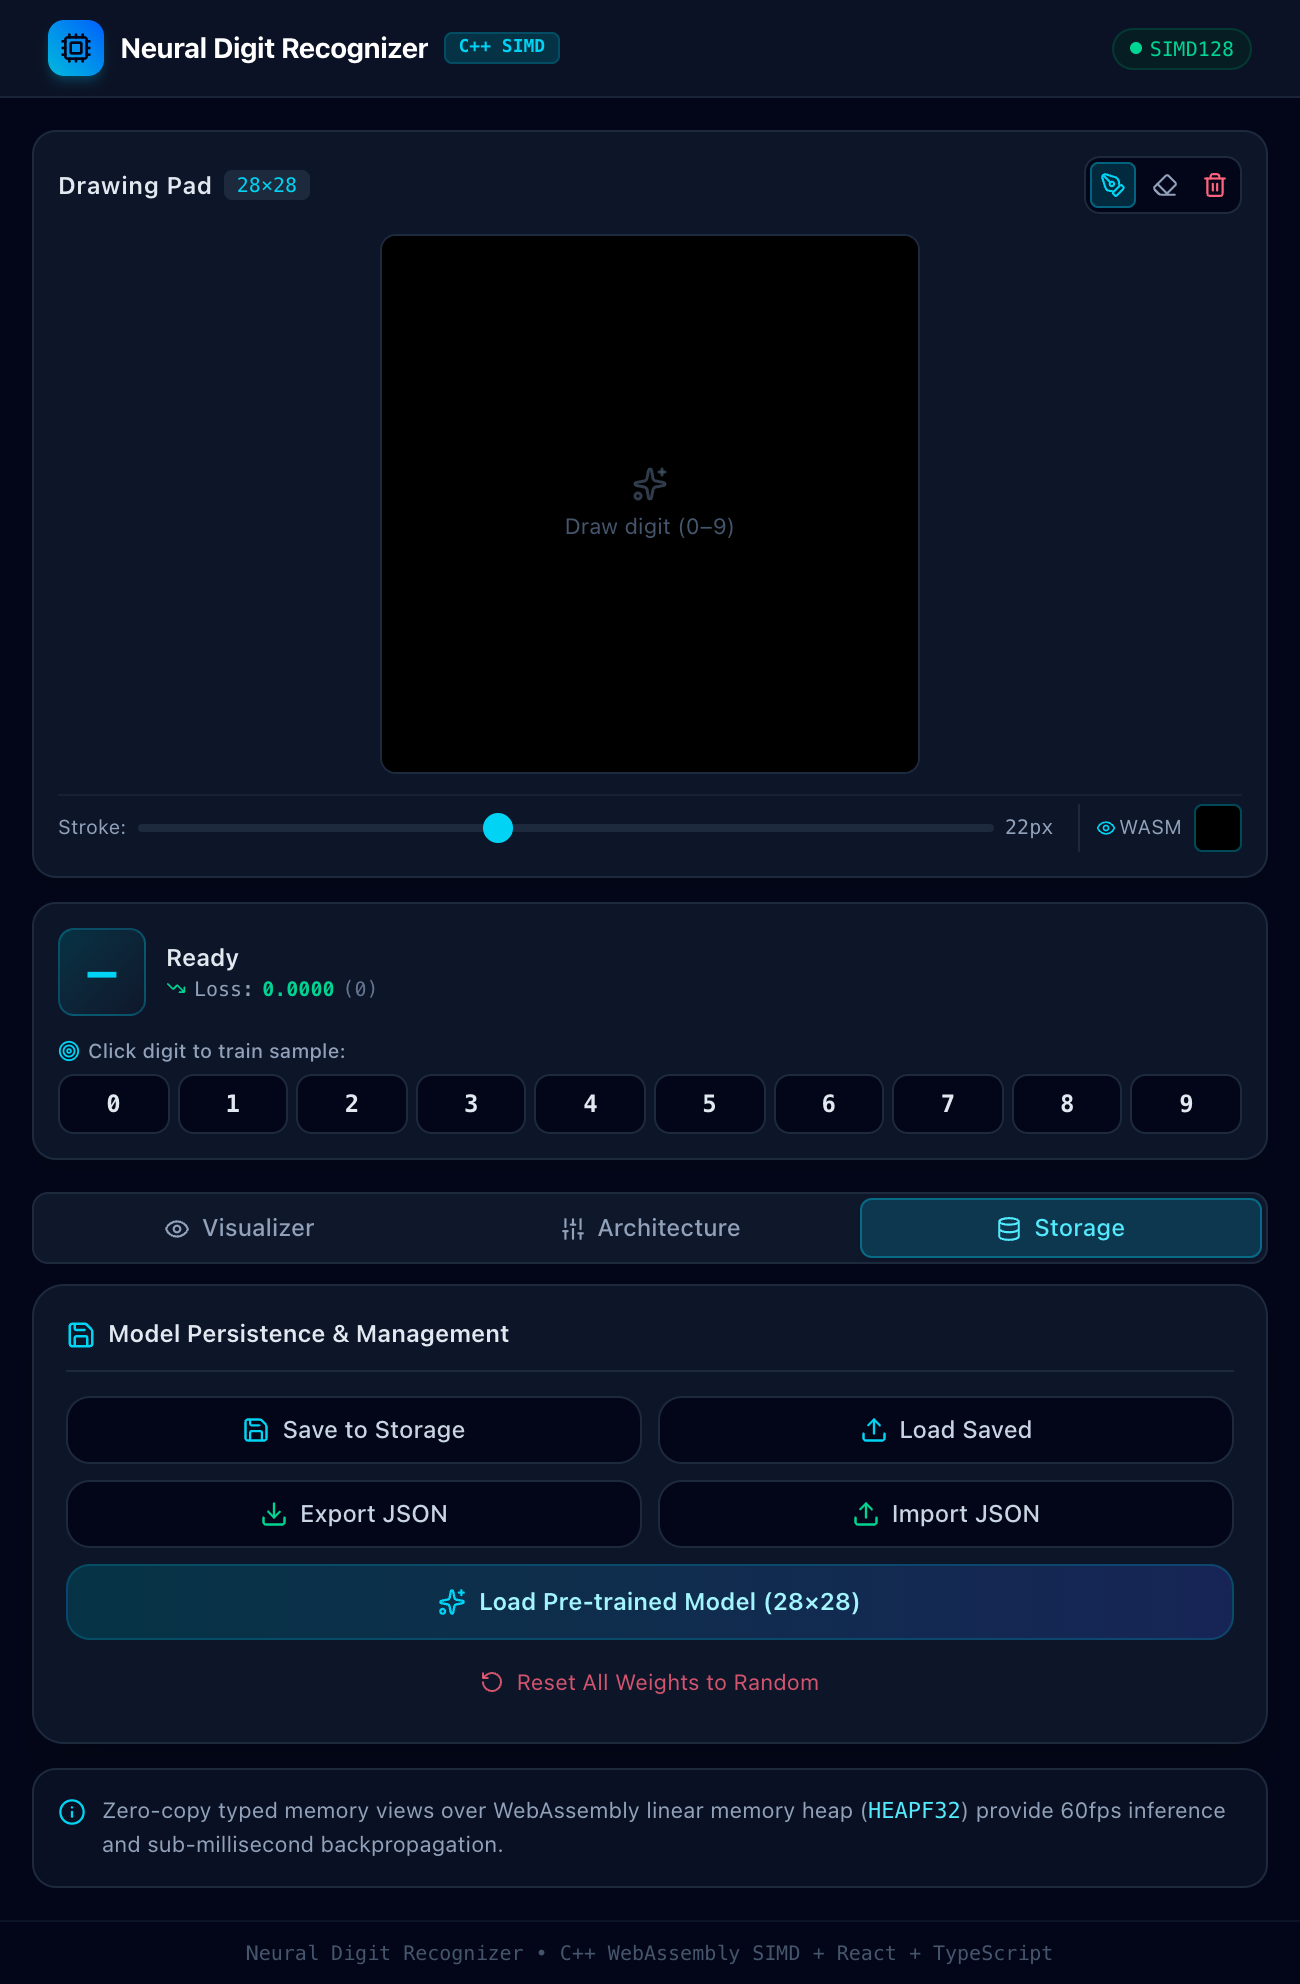 Neural Digit Recognizer C++ SIMD SIMD128
Drawing Pad 28×28
Draw digit (0–9)
Stroke: 22px WASM
–
Ready
Loss: 0.0000 (0)
Click digit to train sample:
0 1 2 3 4 5 6 7 8 9
Visualizer Architecture Storage
Model Persistence & Management
Save to Storage Load Saved
Export JSON Import JSON
Load Pre-trained Model (28×28)
Reset All Weights to Random
Zero-copy typed memory views over WebAssembly linear memory heap (HEAPF32) provide 60fps inference
and sub-millisecond backpropagation.
Neural Digit Recognizer • C++ WebAssembly SIMD + React + TypeScript